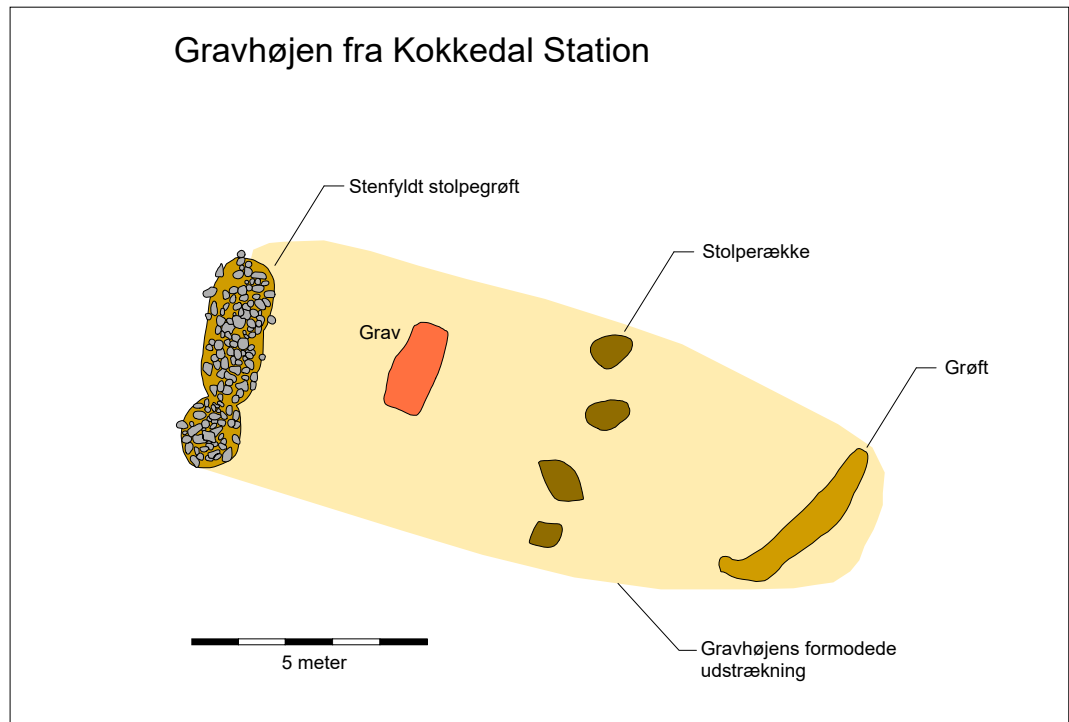 Gravhøjen fra Kokkedal Station
Stenfyldt stolpegrøft
Stolperække
Grav
Grøft
Gravhøjens formodede
udstrækning
5 meter